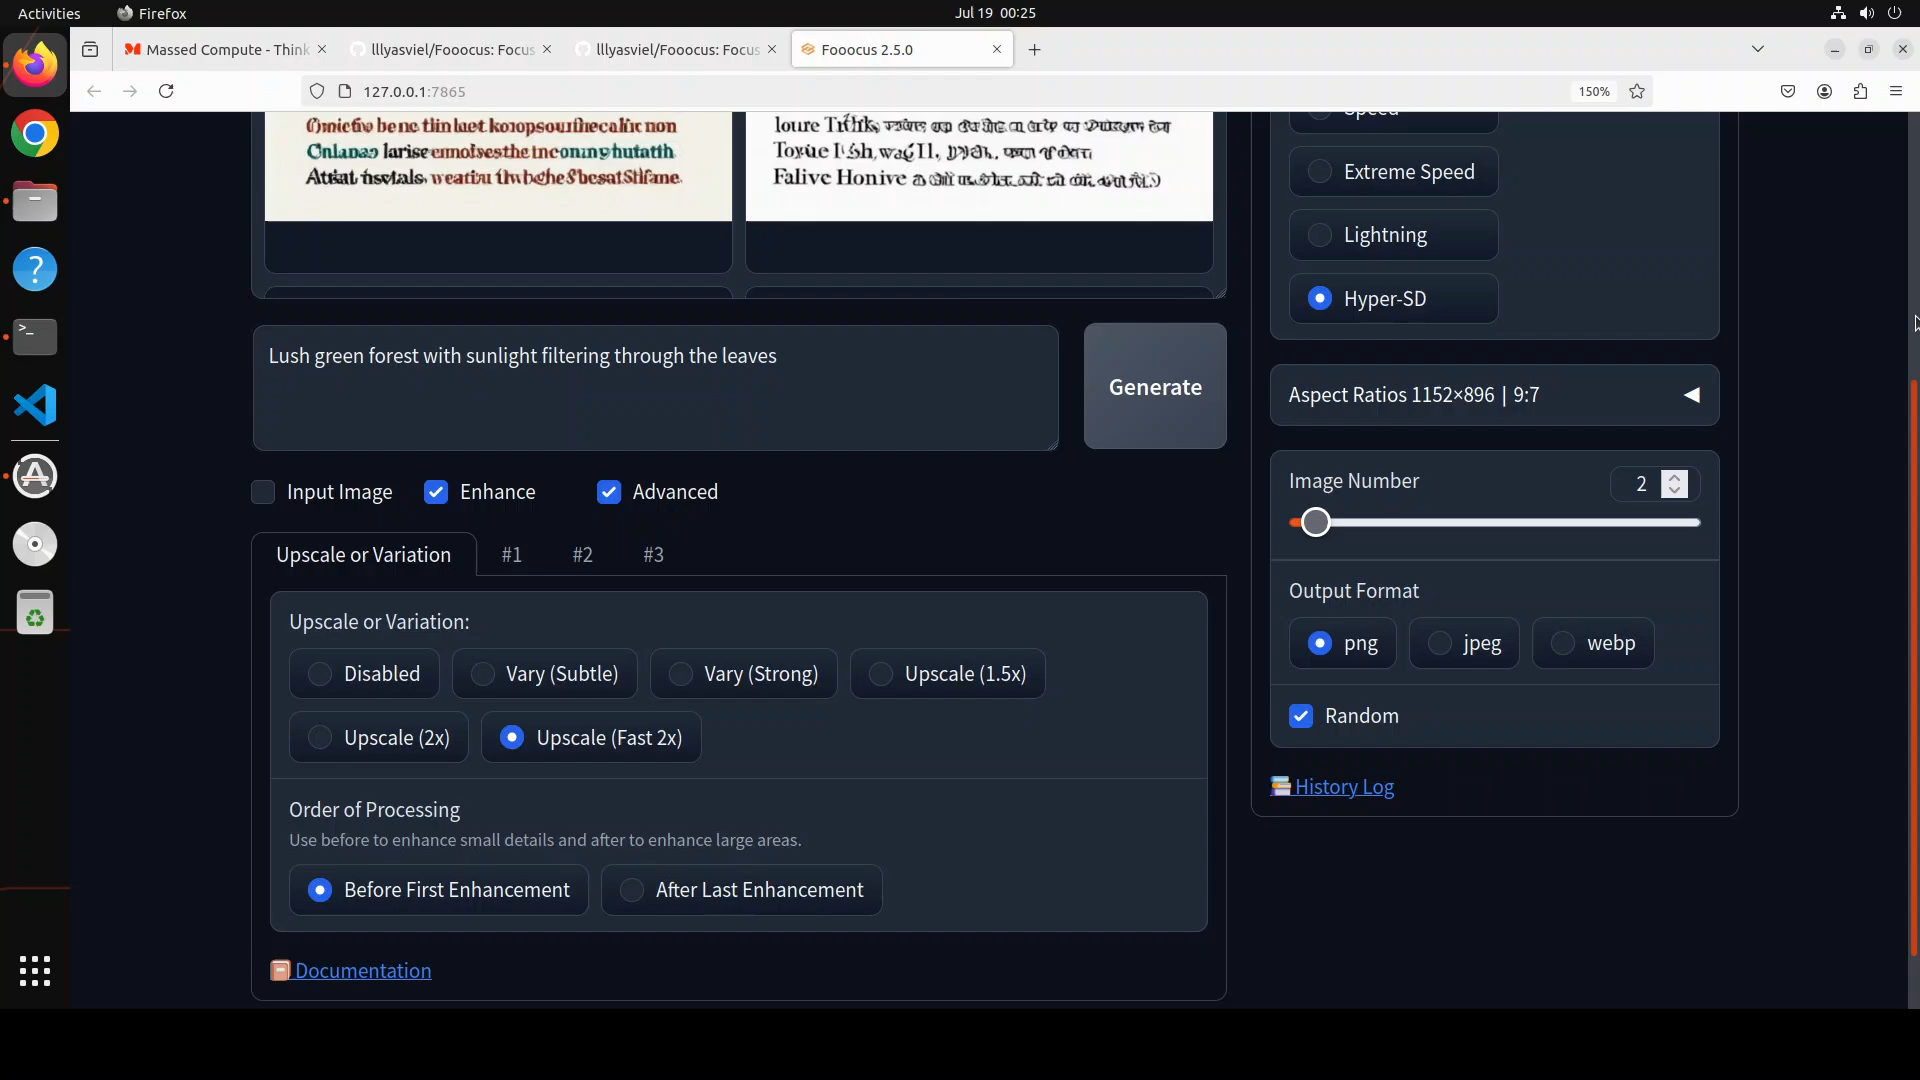 Activities
Firefox
Jul 19 00:25
Massed Compute - Think
lllyasviel/Fooocus: Focus
lllyasviel/Fooocus: Focus
Fooocus 2.5.0
127.0.0.1:7865
150%
larise
Falive Honive
Speed
Extreme Speed
Lightning
Hyper-SD
Lush green forest with sunlight filtering through the leaves
Generate
Aspect Ratios 1152×896 | 9:7
Input Image
Enhance
Advanced
Image Number
2
Upscale or Variation
#1
#2
#3
Output Format
Upscale or Variation:
png
jpeg
webp
Disabled
Vary (Subtle)
Vary (Strong)
Upscale (1.5x)
Random
Upscale (2x)
Upscale (Fast 2x)
History Log
Order of Processing
Use before to enhance small details and after to enhance large areas.
Before First Enhancement
After Last Enhancement
Documentation